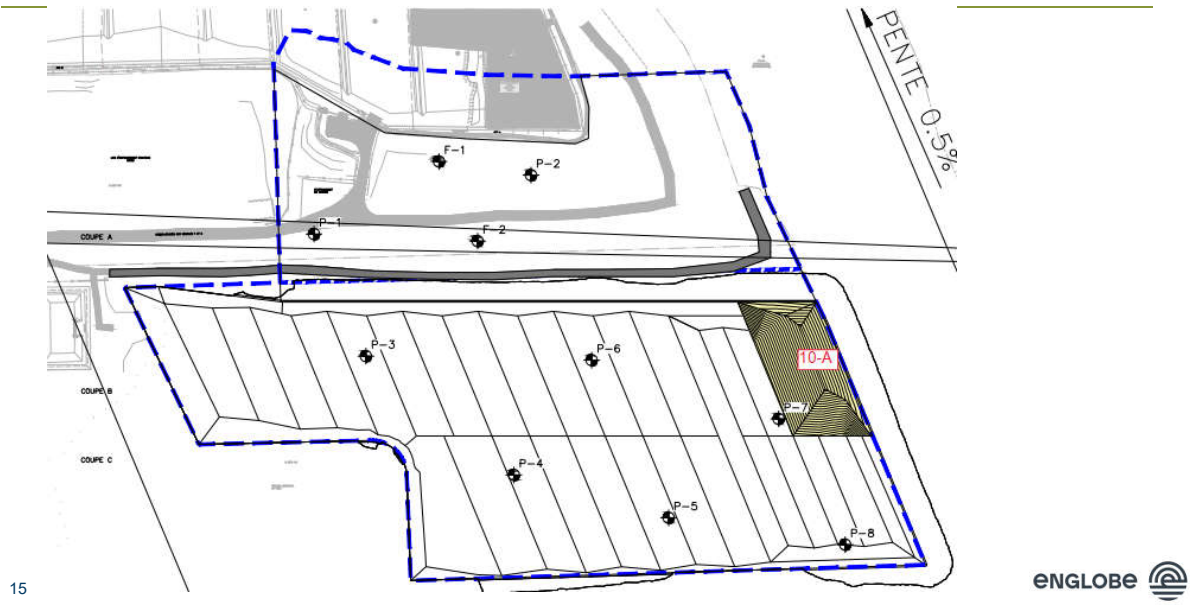 PENTE 0.5%
F-1
P-2
P-1
F-2
COUPE A
P-3
P-6
10-A
COUPE B
P-7
COUPE C
P-4
P-5
P-8
15
ENGLOBE